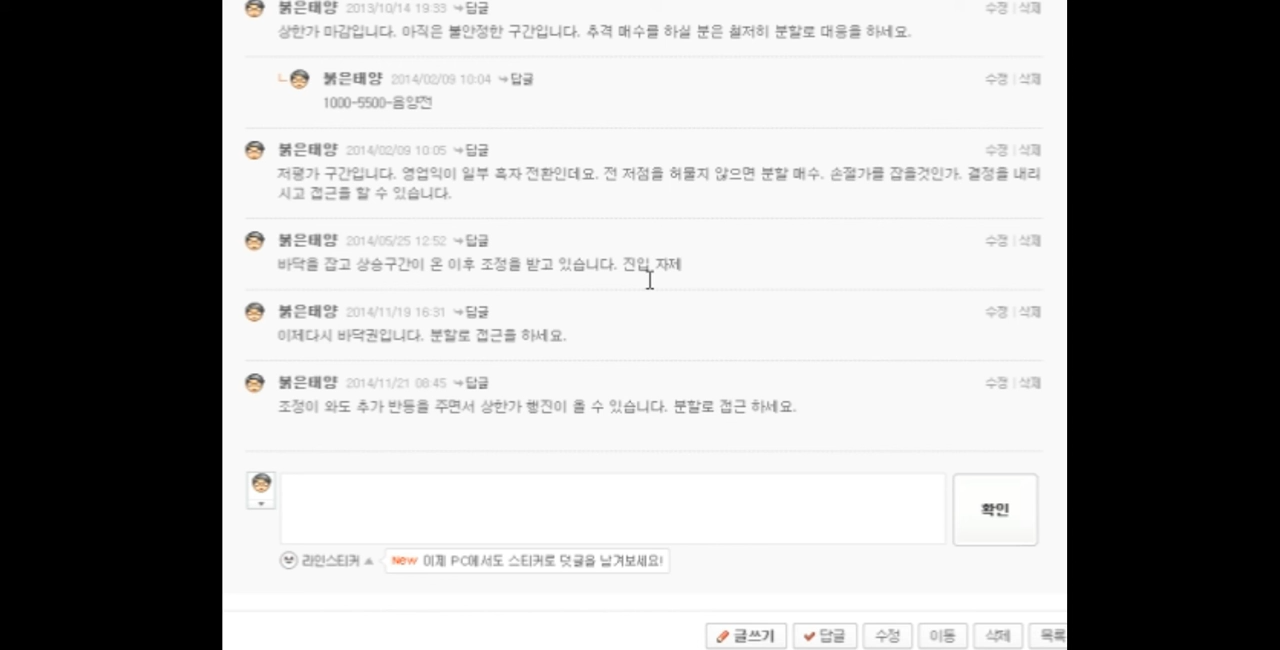 붉은태양 2013/10/14 19:33 답글 수정 | 삭제
상한가 마감입니다. 아직은 불안정한 구간입니다. 추격 매수를 하실 분은 철저히 분할로 대응을 하세요.
붉은태양 2014/02/09 10:04 답글 수정 | 삭제
1000-5500-음양전
붉은태양 2014/02/09 10:05 답글 수정 | 삭제
저평가 구간입니다. 영업익이 일부 흑자 전환인데요. 전 저점을 허물지 않으면 분할 매수. 손절가를 잡을것인가. 결정을 내리
시고 접근을 할 수 있습니다.
붉은태양 2014/05/25 12:52 답글 수정 | 삭제
바닥을 잡고 상승구간이 온 이후 조정을 받고 있습니다. 진입 자제
붉은태양 2014/11/19 16:31 답글 수정 | 삭제
이제다시 바닥권입니다. 분할로 접근을 하세요.
붉은태양 2014/11/21 08:45 답글 수정 | 삭제
조정이 와도 추가 반등을 주면서 상한가 행진이 올 수 있습니다. 분할로 접근 하세요.
확인
라인스티커 New 이제 PC에서도 스티커로 덧글을 남겨보세요!
글쓰기 답글 수정 이동 삭제 목록